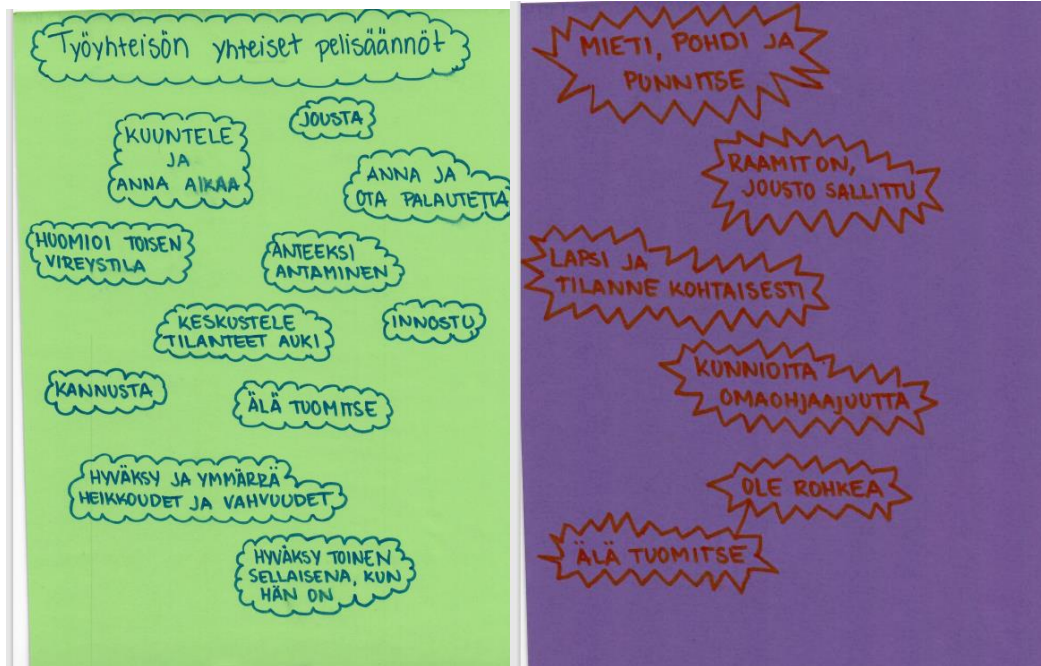 Työyhteisön yhteiset pelisäännöt
JOUSTA
KUUNTELE
JA
ANNA AIKAA
ANNA JA
OTA PALAUTETTA
HUOMIOI TOISEN
VIREYSTILA
ANTEEKSI
ANTAMINEN
KESKUSTELE
TILANTEET AUKI
INNOSTU
KANNUSTA
ÄLÄ TUOMITSE
HYVÄKSY JA YMMÄRRÄ
HEIKKOUDET JA VAHVUUDET
HYVÄKSY TOINEN
SELLAISENA, KUN
HÄN ON
MIETI, POHDI JA
PUNNITSE
RAAMIT ON,
JOUSTO SALLITTU
LAPSI JA
TILANNE KOHTAISESTI
KUNNIOITA
OMAOHJAAJUUTTA
OLE ROHKEA
ÄLÄ TUOMITSE